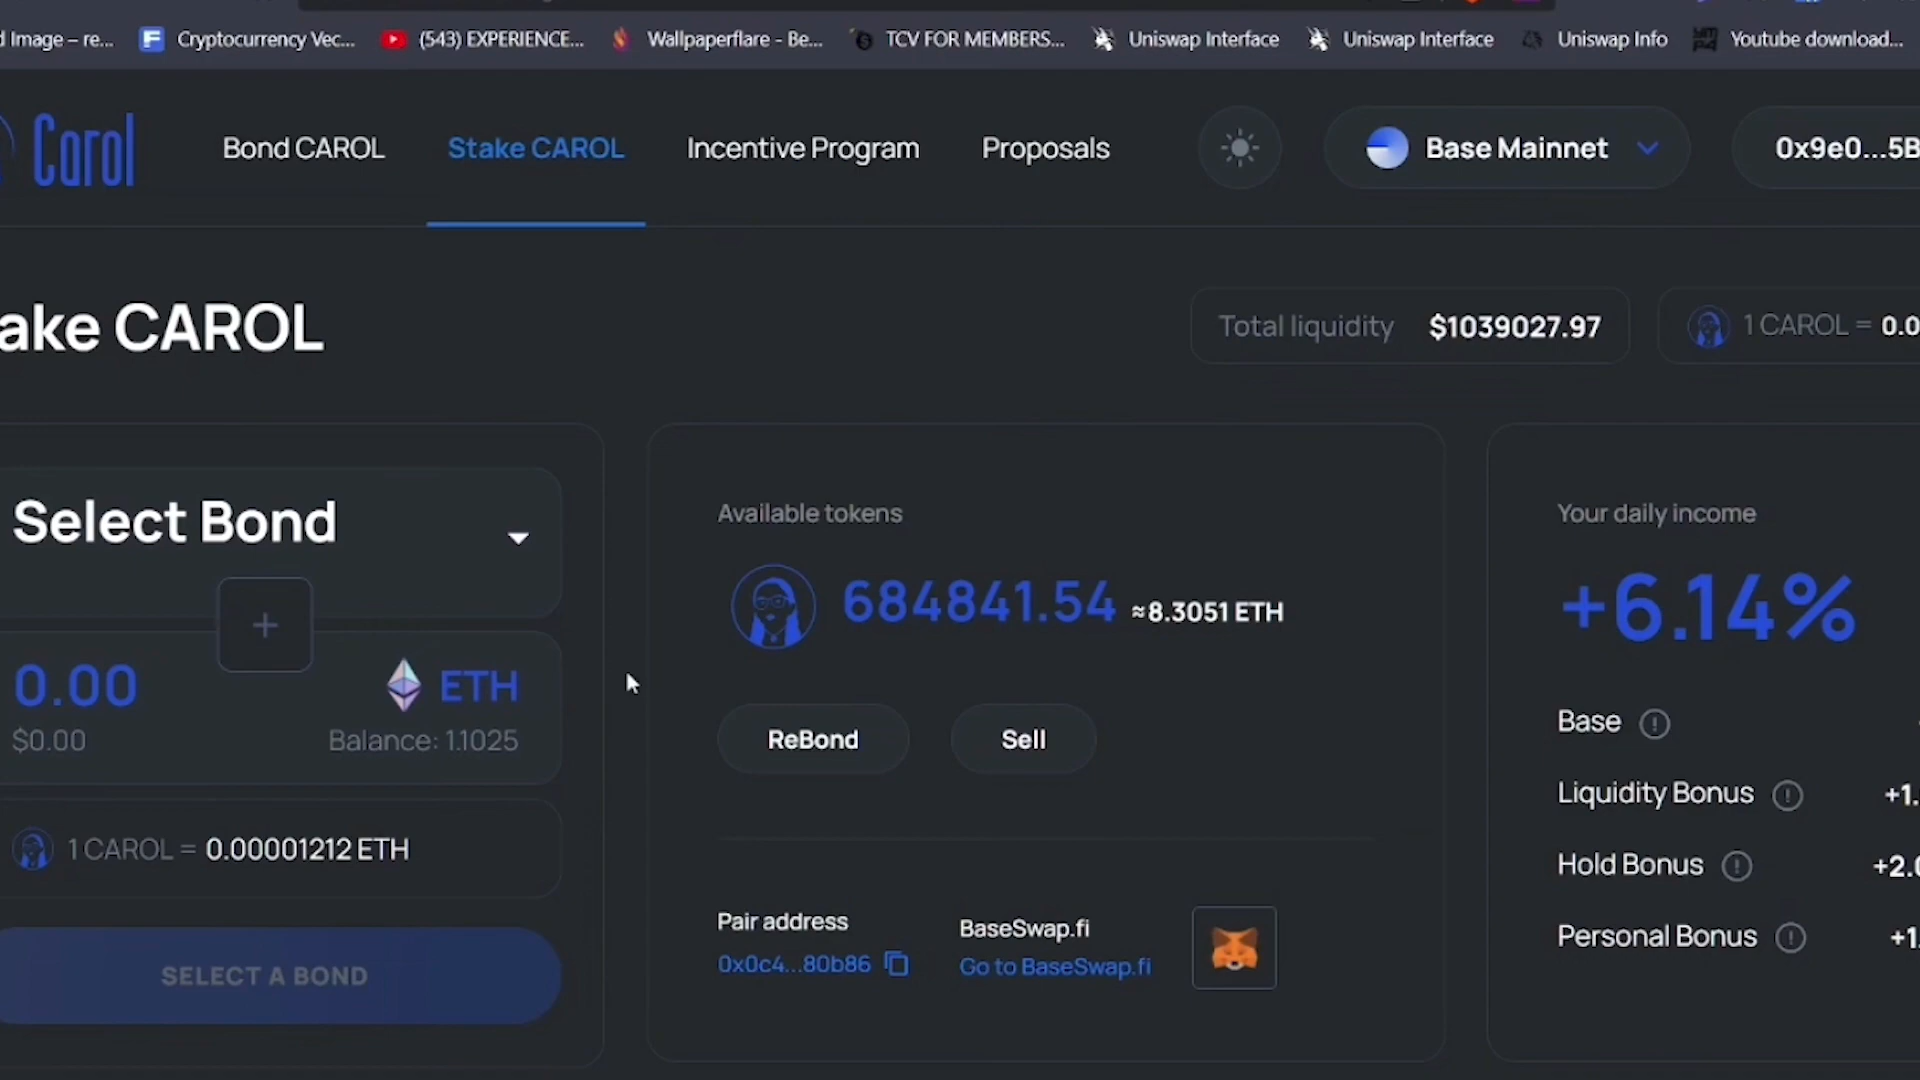 d Image – re...
Cryptocurrency Vec...
(543) EXPERIENCE...
Wallpaperflare - Be...
TCV FOR MEMBERS...
Uniswap Interface
Uniswap Interface
Uniswap Info
Youtube download...
Carol
Bond CAROL
Stake CAROL
Incentive Program
Proposals
Base Mainnet
0x9e0...5B
ake CAROL
Total liquidity $1039027.97
1 CAROL = 0.0
Select Bond
+
0.00
ETH
$0.00
Balance: 1.1025
1 CAROL = 0.00001212 ETH
SELECT A BOND
Available tokens
684841.54 ≈8.3051 ETH
ReBond
Sell
Pair address
0x0c4...80b86
BaseSwap.fi
Go to BaseSwap.fi
Your daily income
+6.14%
Base
Liquidity Bonus +1.
Hold Bonus +2.0
Personal Bonus +1.